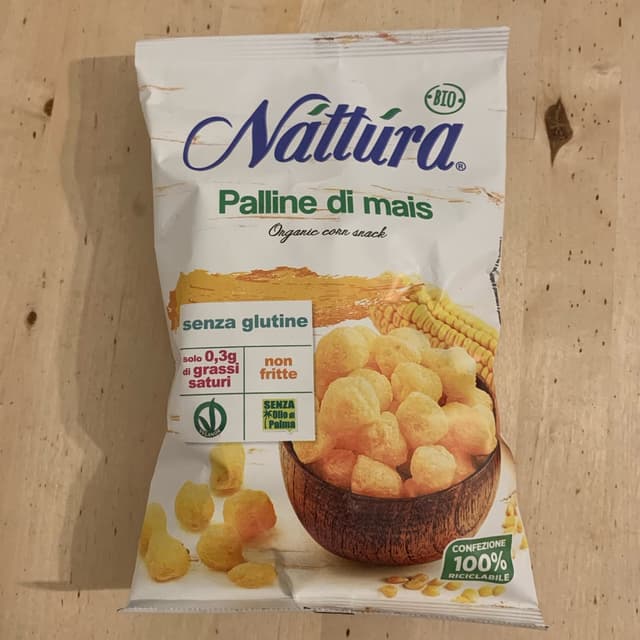 BIO
Náttúra®
Palline di mais
Organic corn snack
senza glutine
solo 0,3g
di grassi
saturi
non
fritte
SENZA
Olio di
Palma
CONFEZIONE
100%
RICICLABILE